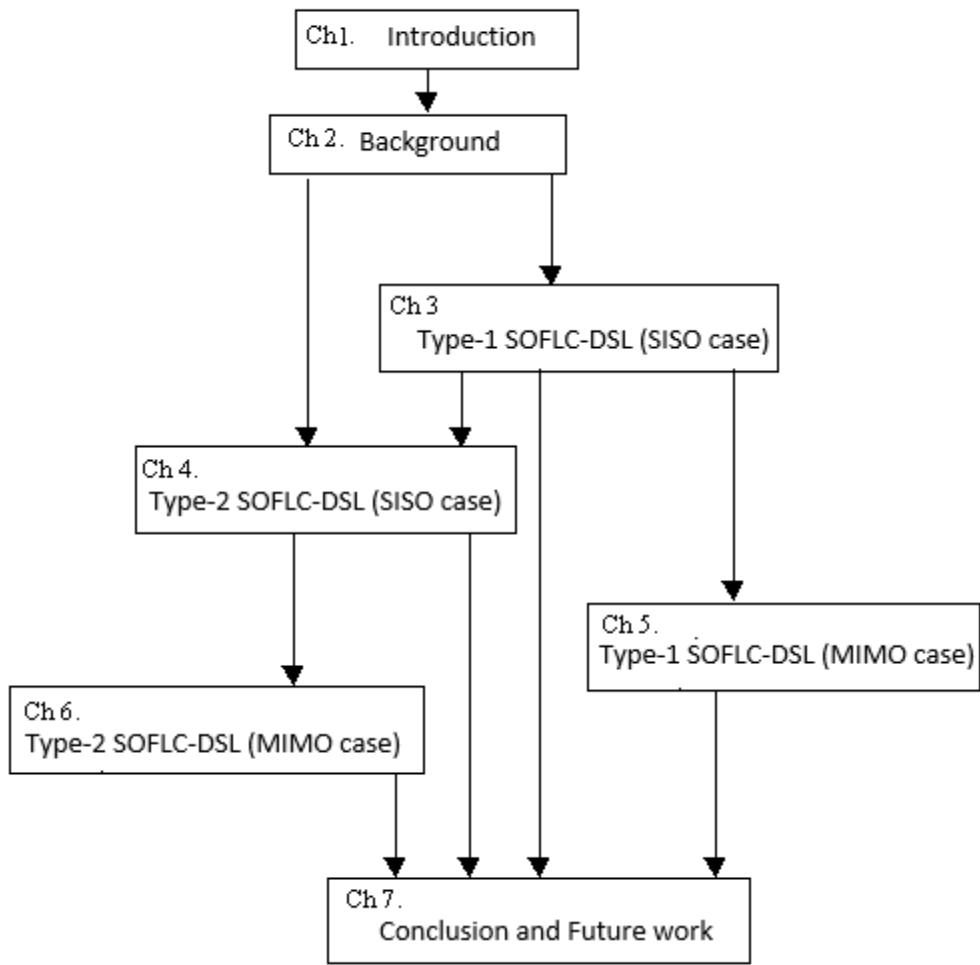 Ch1. Introduction
Ch 2. Background
Ch 3
Type-1 SOFLC-DSL (SISO case)
Ch 4.
Type-2 SOFLC-DSL (SISO case)
Ch 5.
Type-1 SOFLC-DSL (MIMO case)
Ch 6.
Type-2 SOFLC-DSL (MIMO case)
Ch 7.
Conclusion and Future work